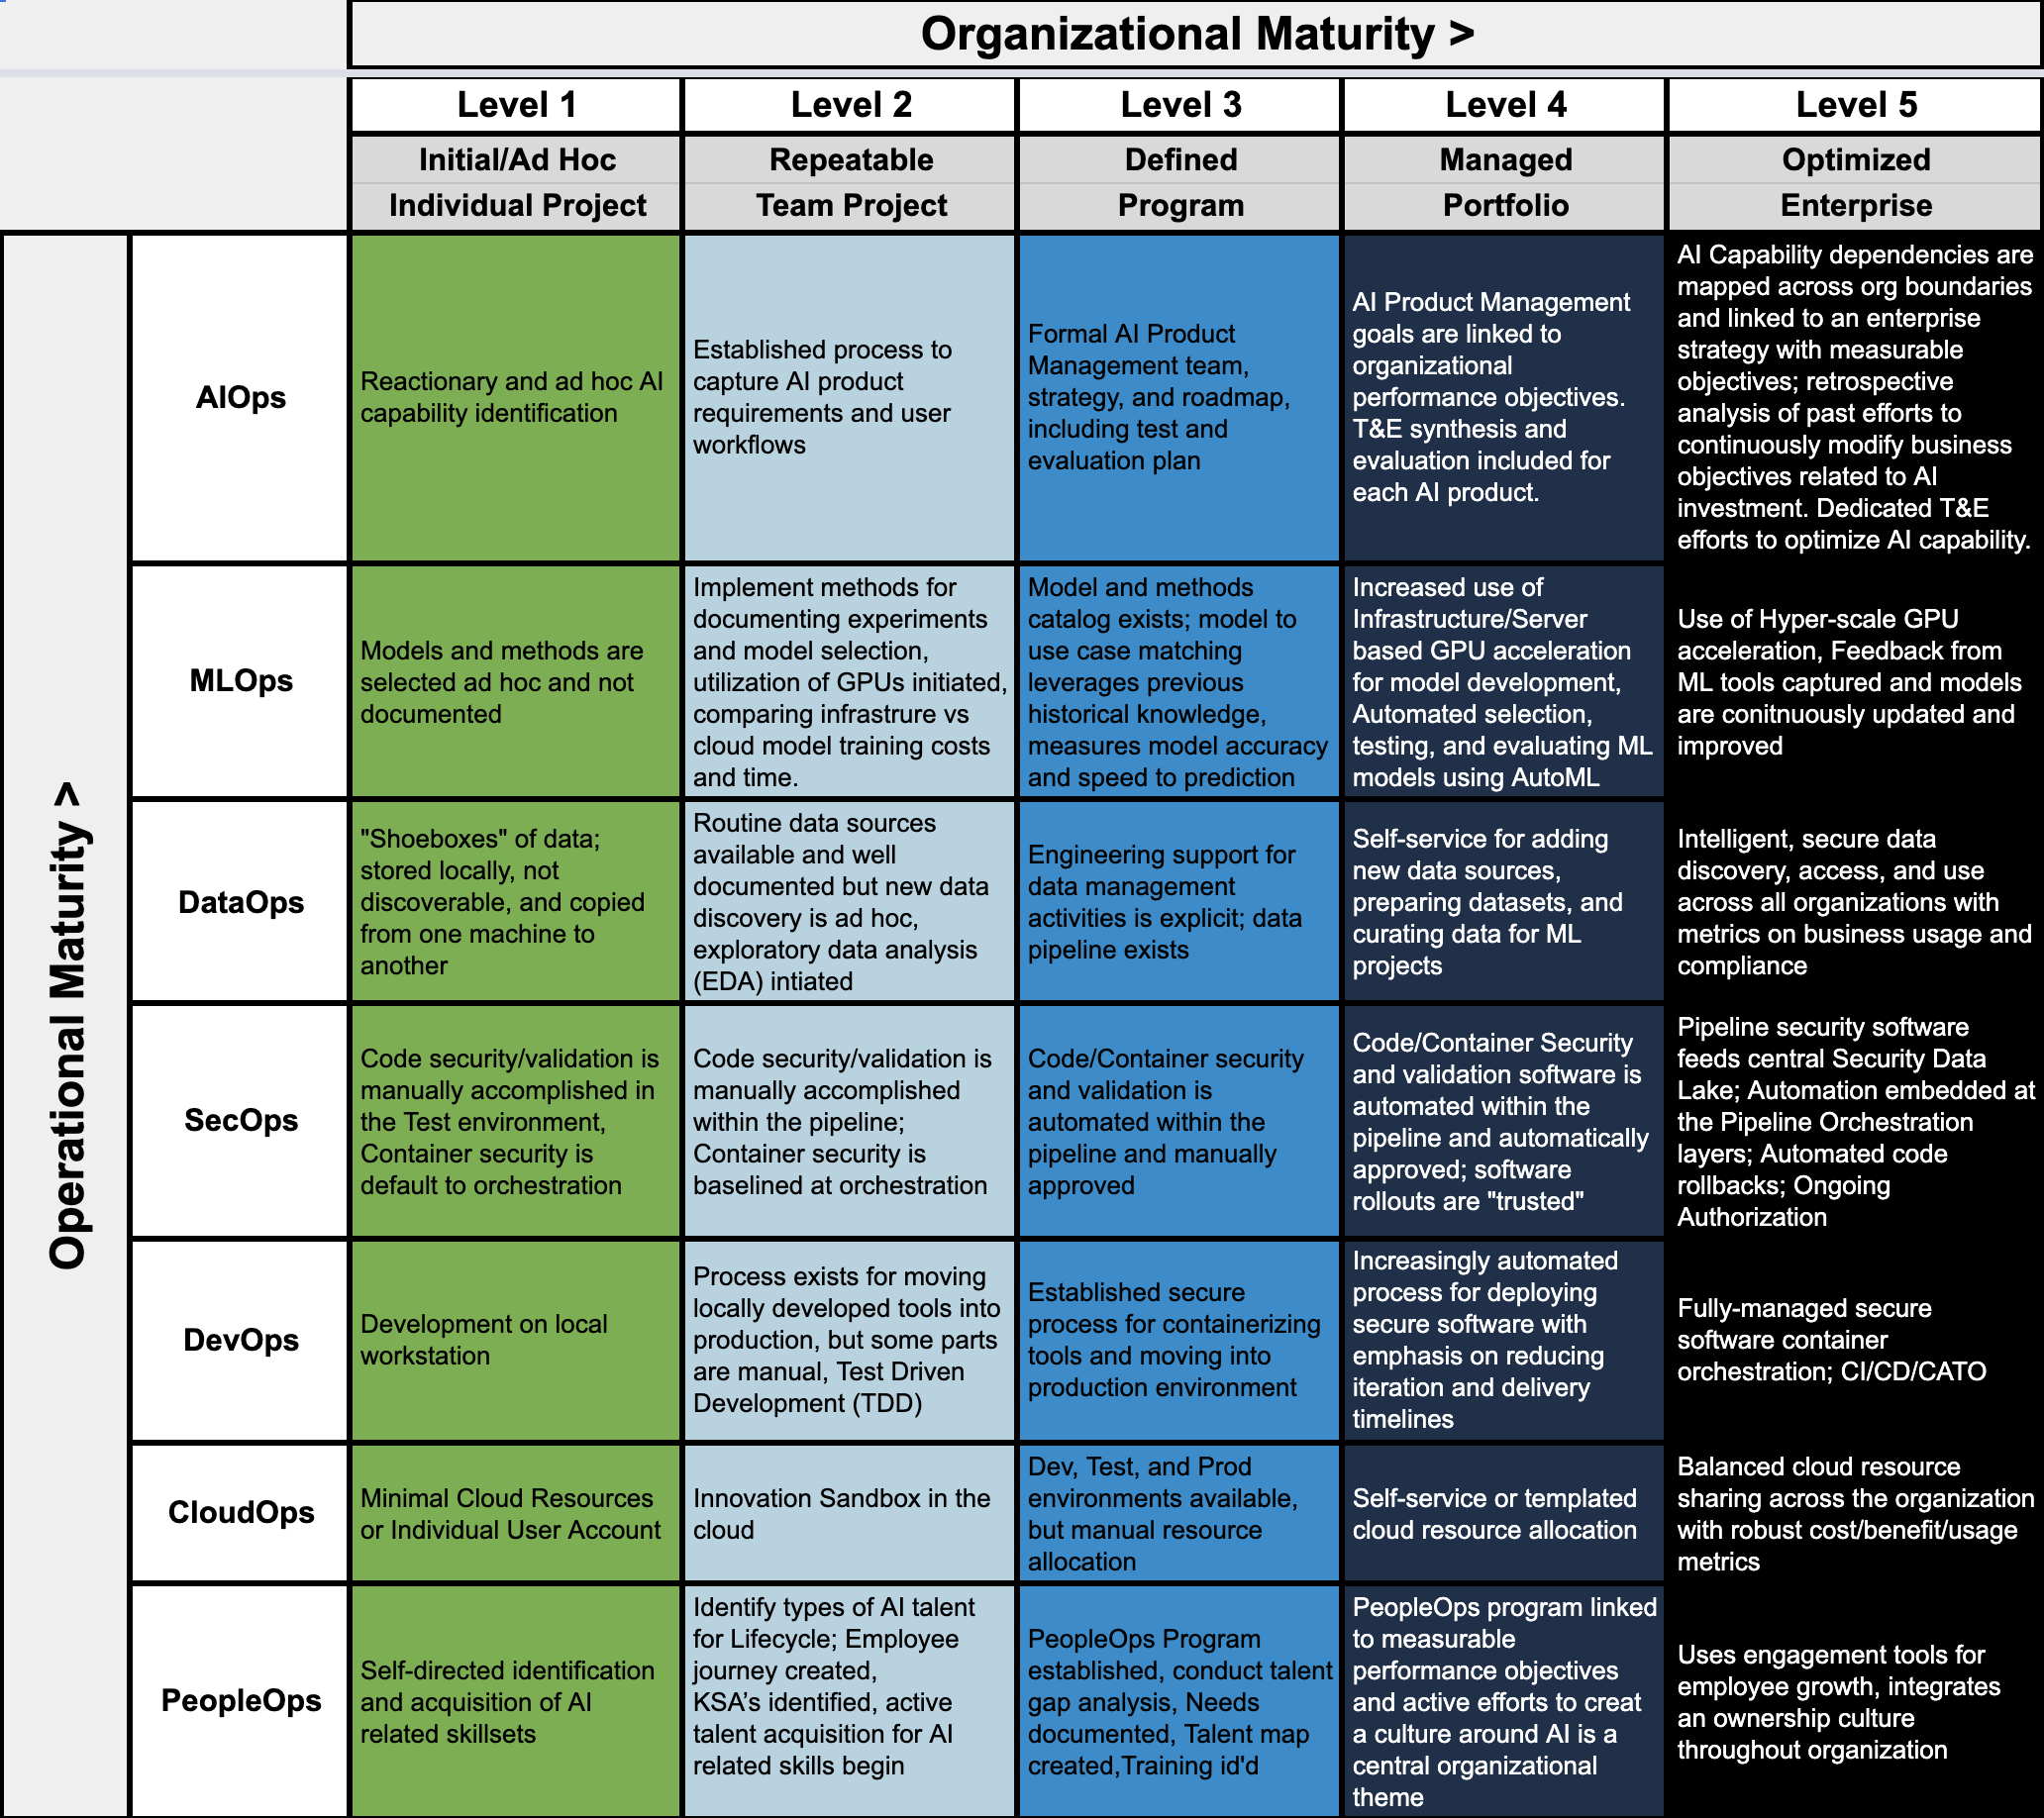 Organizational Maturity >
Level 1
Level 2
Level 3
Level 4
Level 5
Initial/Ad Hoc
Repeatable
Defined
Managed
Optimized
Individual Project
Team Project
Program
Portfolio
Enterprise
Operational Maturity >
AIOps
Reactionary and ad hoc AI
capability identification
Established process to
capture AI product
requirements and user
workflows
Formal AI Product
Management team,
strategy, and roadmap,
including test and
evaluation plan
AI Product Management
goals are linked to
organizational
performance objectives.
T&E synthesis and
evaluation included for
each AI product.
AI Capability dependencies are
mapped across org boundaries
and linked to an enterprise
strategy with measurable
objectives; retrospective
analysis of past efforts to
continuously modify business
objectives related to AI
investment. Dedicated T&E
efforts to optimize AI capability.
MLOps
Models and methods are
selected ad hoc and not
documented
Implement methods for
documenting experiments
and model selection,
utilization of GPUs initiated,
comparing infrastrure vs
cloud model training costs
and time.
Model and methods
catalog exists; model to
use case matching
leverages previous
historical knowledge,
measures model accuracy
and speed to prediction
Increased use of
Infrastructure/Server
based GPU acceleration
for model development,
Automated selection,
testing, and evaluating ML
models using AutoML
Use of Hyper-scale GPU
acceleration, Feedback from
ML tools captured and models
are conitnuously updated and
improved
DataOps
"Shoeboxes" of data;
stored locally, not
discoverable, and copied
from one machine to
another
Routine data sources
available and well
documented but new data
discovery is ad hoc,
exploratory data analysis
(EDA) intiated
Engineering support for
data management
activities is explicit; data
pipeline exists
Self-service for adding
new data sources,
preparing datasets, and
curating data for ML
projects
Intelligent, secure data
discovery, access, and use
across all organizations with
metrics on business usage and
compliance
SecOps
Code security/validation is
manually accomplished in
the Test environment,
Container security is
default to orchestration
Code security/validation is
manually accomplished
within the pipeline;
Container security is
baselined at orchestration
Code/Container security
and validation is
automated within the
pipeline and manually
approved
Code/Container Security
and validation software is
automated within the
pipeline and automatically
approved; software
rollouts are "trusted"
Pipeline security software
feeds central Security Data
Lake; Automation embedded at
the Pipeline Orchestration
layers; Automated code
rollbacks; Ongoing
Authorization
DevOps
Development on local
workstation
Process exists for moving
locally developed tools into
production, but some parts
are manual, Test Driven
Development (TDD)
Established secure
process for containerizing
tools and moving into
production environment
Increasingly automated
process for deploying
secure software with
emphasis on reducing
iteration and delivery
timelines
Fully-managed secure
software container
orchestration; CI/CD/CATO
CloudOps
Minimal Cloud Resources
or Individual User Account
Innovation Sandbox in the
cloud
Dev, Test, and Prod
environments available,
but manual resource
allocation
Self-service or templated
cloud resource allocation
Balanced cloud resource
sharing across the organization
with robust cost/benefit/usage
metrics
PeopleOps
Self-directed identification
and acquisition of AI
related skillsets
Identify types of AI talent
for Lifecycle; Employee
journey created,
KSA’s identified, active
talent acquisition for AI
related skills begin
PeopleOps Program
established, conduct talent
gap analysis, Needs
documented, Talent map
created,Training id'd
PeopleOps program linked
to measurable
performance objectives
and active efforts to creat
a culture around AI is a
central organizational
theme
Uses engagement tools for
employee growth, integrates
an ownership culture
throughout organization